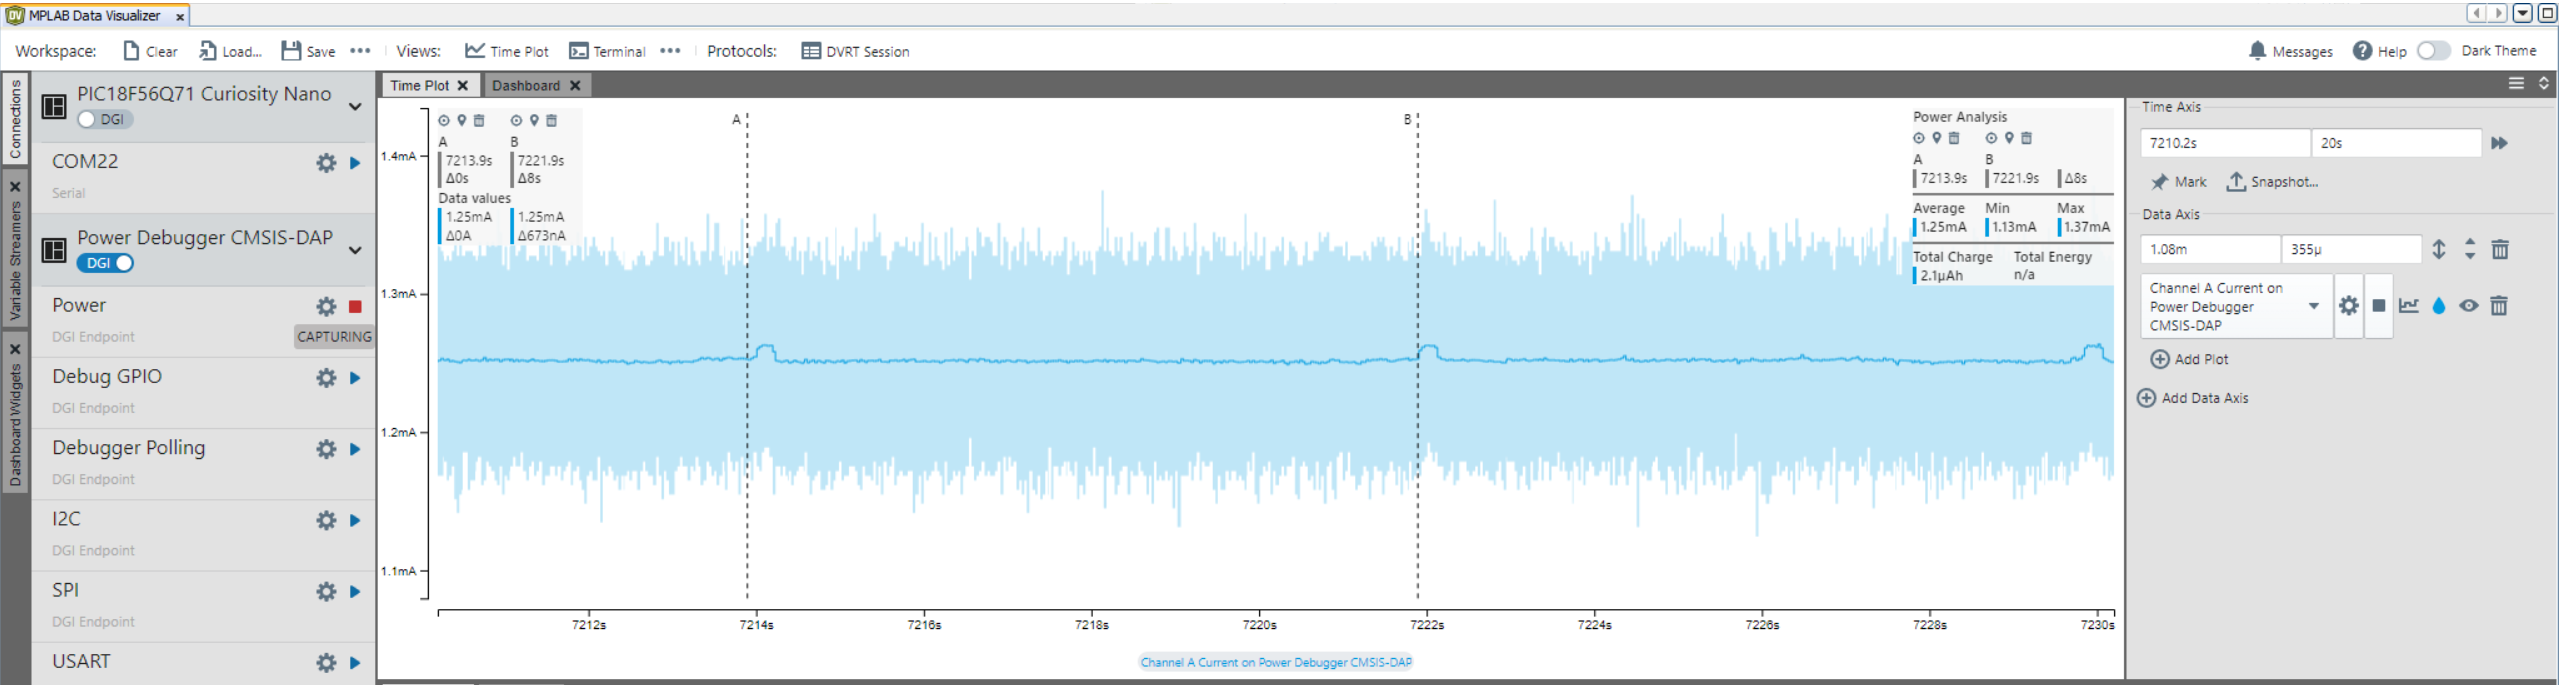 MPLAB Data Visualizer
Workspace: Clear Load... Save Views: Time Plot Terminal Protocols: DVRT Session Messages Help Dark Theme
Connections
Variable Streamers
Dashboard Widgets
PIC18F56Q71 Curiosity Nano
DGI
COM22
Serial
Power Debugger CMSIS-DAP
DGI
Power
DGI Endpoint CAPTURING
Debug GPIO
DGI Endpoint
Debugger Polling
DGI Endpoint
I2C
DGI Endpoint
SPI
DGI Endpoint
USART
Time Plot Dashboard
A B
7213.9s 7221.9s
Δ0s Δ8s
Data values
1.25mA 1.25mA
Δ0A Δ673nA
A B
Power Analysis
A B
7213.9s 7221.9s Δ8s
Average Min Max
1.25mA 1.13mA 1.37mA
Total Charge Total Energy
2.1μAh n/a
1.4mA
1.3mA
1.2mA
1.1mA
7212s 7214s 7216s 7218s 7220s 7222s 7224s 7226s 7228s 7230s
Channel A Current on Power Debugger CMSIS-DAP
Time Axis
7210.2s 20s
Mark Snapshot...
Data Axis
1.08m 355μ
Channel A Current on
Power Debugger
CMSIS-DAP
Add Plot
Add Data Axis